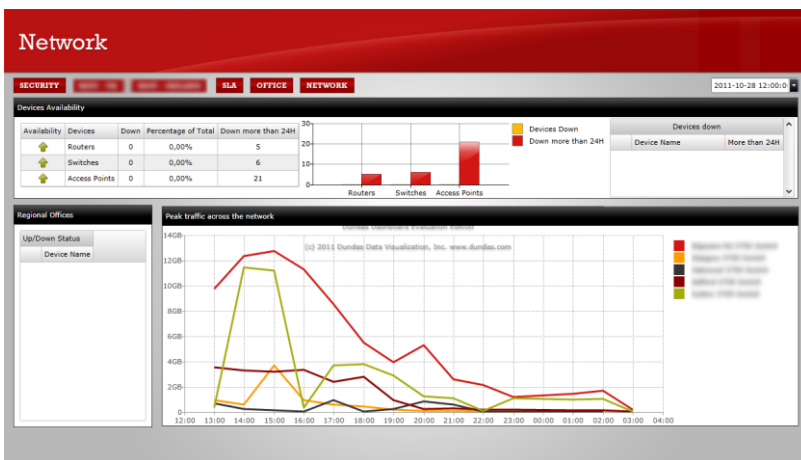 Network
SECURITY
SLA
OFFICE
NETWORK
2011-10-28 12:00:0
Devices Availability
Availability Devices Down Percentage of Total Down more than 24H
Routers 0 0,00% 5
Switches 0 0,00% 6
Access Points 0 0,00% 21
30
20
10
0
Routers Switches Access Points
Devices Down
Down more than 24H
Devices down
Device Name More than 24H
Regional Offices
Up/Down Status
Device Name
Peak traffic across the network
Dundas Dashboard Evaluation Edition
(c) 2011 Dundas Data Visualization, Inc. www.dundas.com
14GB
12GB
10GB
8GB
6GB
4GB
2GB
0
12:00 13:00 14:00 15:00 16:00 17:00 18:00 19:00 20:00 21:00 22:00 23:00 00:00 01:00 02:00 03:00 04:00